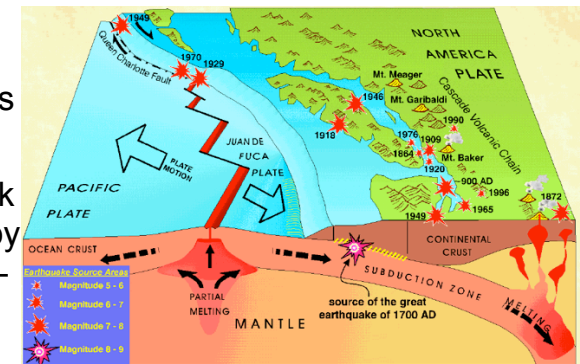 s
k
by
-
1949
Queen Charlotte Fault
1970
1929
NORTH
AMERICA
PLATE
Mt. Meager
Mt. Garibaldi
Cascade Volcanic Chain
1946
1918
1990
1976
1909
1864
Mt. Baker
1920
900 AD
1996
1965
1949
1872
JUAN DE
FUCA
PLATE
PLATE
MOTION
PACIFIC
PLATE
OCEAN CRUST
CONTINENTAL
CRUST
SUBDUCTION ZONE
MELTING
PARTIAL
MELTING
MANTLE
source of the great
earthquake of 1700 AD
Earthquake Source Areas
Magnitude 5 - 6
Magnitude 6 - 7
Magnitude 7 - 8
Magnitude 8 - 9